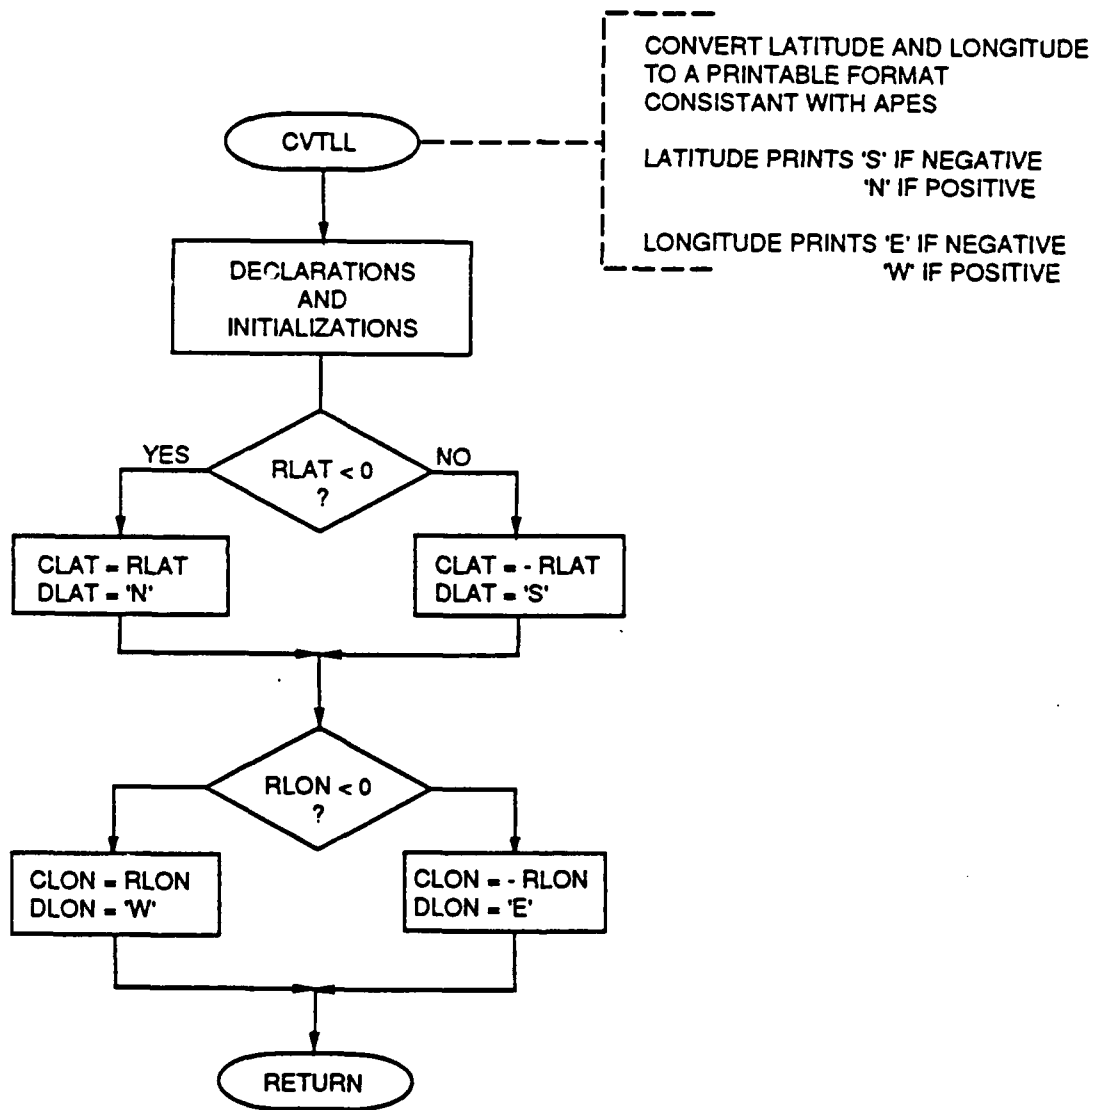 CONVERT LATITUDE AND LONGITUDE
TO A PRINTABLE FORMAT
CONSISTANT WITH APES
LATITUDE PRINTS 'S' IF NEGATIVE
'N' IF POSITIVE
LONGITUDE PRINTS 'E' IF NEGATIVE
'W' IF POSITIVE
CVTLL
DECLARATIONS
AND
INITIALIZATIONS
YES
RLAT < 0
?
NO
CLAT = RLAT
DLAT = 'N'
CLAT = - RLAT
DLAT = 'S'
RLON < 0
?
CLON = RLON
DLON = 'W'
CLON = - RLON
DLON = 'E'
RETURN